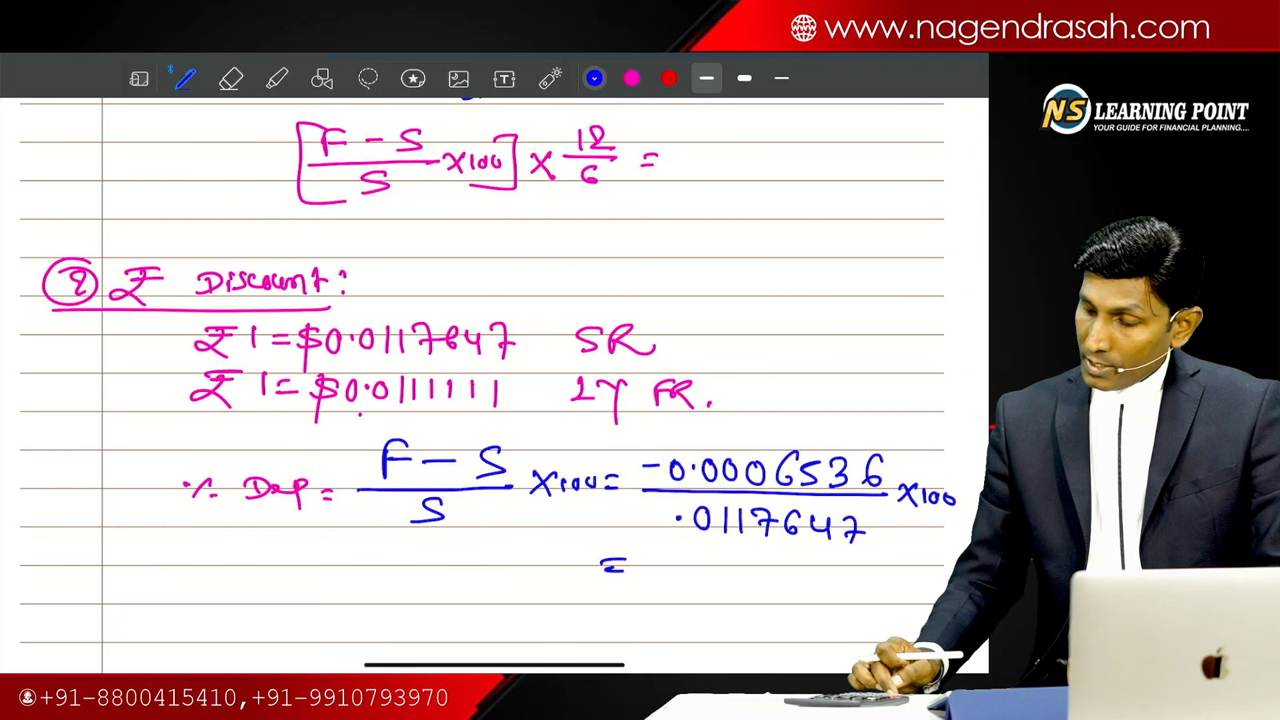 www.nagendrasah.com
NS LEARNING POINT
YOUR GUIDE FOR FINANCIAL PLANNING....
[F - S / S × 100] × 12/6 =
② ₹ Discount:
₹ 1 = $0.0117647 SR
₹ 1 = $0.0111111 1Y FR.
% Dep = F - S / S × 100 = -0.0006536 / .0117647 × 100
=
+91-8800415410,+91-9910793970